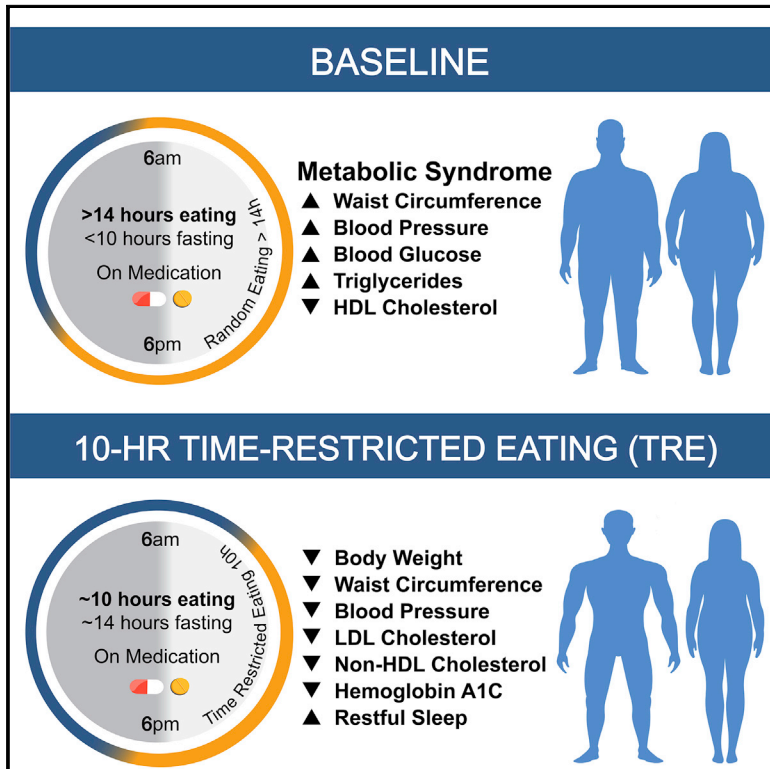 BASELINE
6am
>14 hours eating
<10 hours fasting
On Medication
6pm
Random Eating > 14h
Metabolic Syndrome
▲ Waist Circumference
▲ Blood Pressure
▲ Blood Glucose
▲ Triglycerides
▼ HDL Cholesterol
10-HR TIME-RESTRICTED EATING (TRE)
6am
~10 hours eating
~14 hours fasting
On Medication
6pm
Time Restricted Eating 10h
▼ Body Weight
▼ Waist Circumference
▼ Blood Pressure
▼ LDL Cholesterol
▼ Non-HDL Cholesterol
▼ Hemoglobin A1C
▲ Restful Sleep